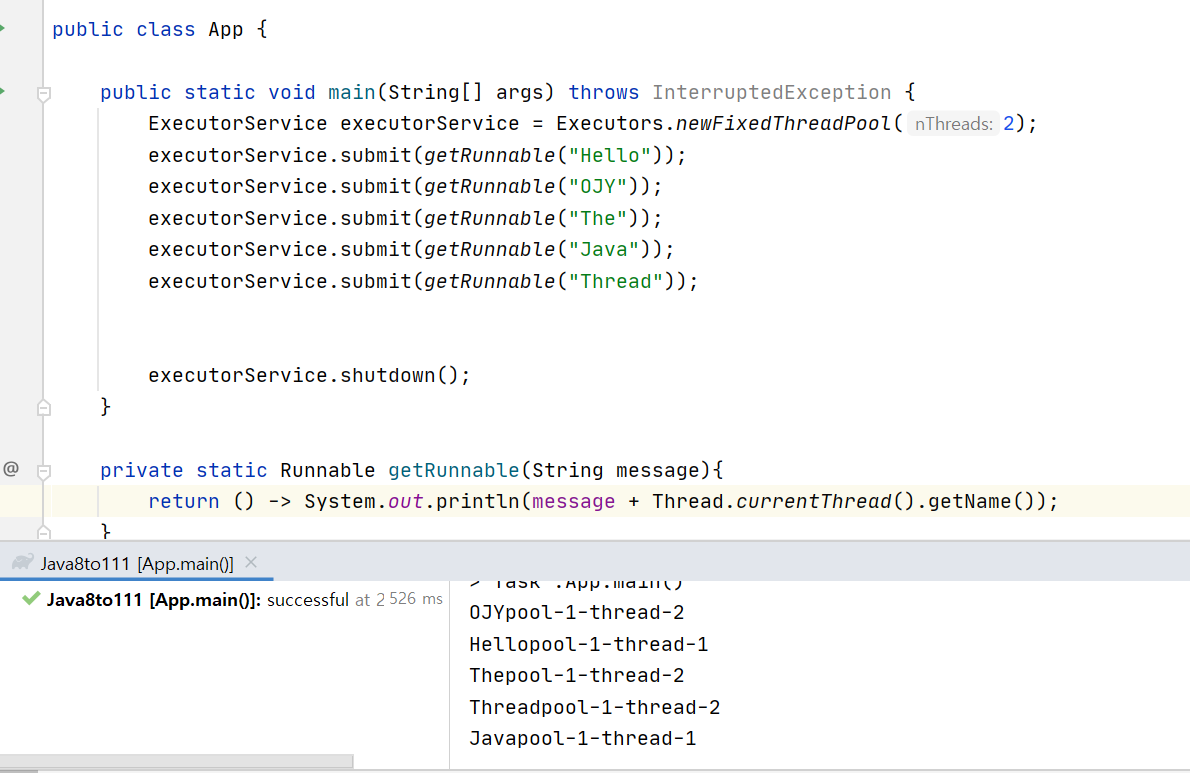 public class App {
public static void main(String[] args) throws InterruptedException {
ExecutorService executorService = Executors.newFixedThreadPool( nThreads: 2);
executorService.submit(getRunnable("Hello"));
executorService.submit(getRunnable("OJY"));
executorService.submit(getRunnable("The"));
executorService.submit(getRunnable("Java"));
executorService.submit(getRunnable("Thread"));
executorService.shutdown();
}
@ private static Runnable getRunnable(String message){
return () -> System.out.println(message + Thread.currentThread().getName());
}
Java8to111 [App.main()] ×
Java8to111 [App.main()]: successful at 2 526 ms
> Task :App.main()
OJYpool-1-thread-2
Hellopool-1-thread-1
Thepool-1-thread-2
Threadpool-1-thread-2
Javapool-1-thread-1